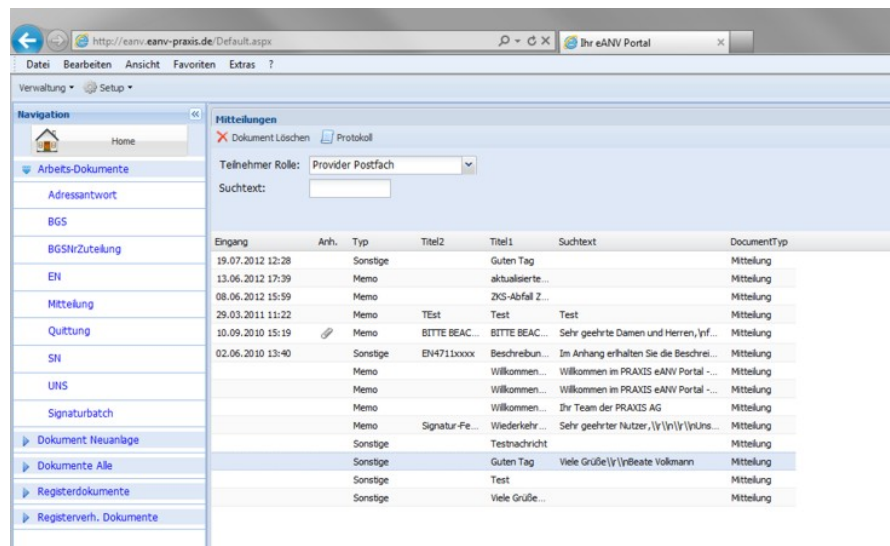 http://eanv.eanv-praxis.de/Default.aspx
Ihr eANV Portal
Datei Bearbeiten Ansicht Favoriten Extras ?
Verwaltung Setup
Navigation
Home
Arbeits-Dokumente
Adressantwort
BGS
BGSNrZuteilung
EN
Mitteilung
Quittung
SN
UNS
Signaturbatch
Dokument Neuanlage
Dokumente Alle
Registerdokumente
Registerverh. Dokumente
Mitteilungen
Dokument Löschen Protokoll
Teilnehmer Rolle: Provider Postfach
Suchtext:
Eingang Anh. Typ Titel2 Titel1 Suchtext DocumentTyp
19.07.2012 12:28 Sonstige Guten Tag Mitteilung
13.06.2012 17:39 Memo aktualisierte... Mitteilung
08.06.2012 15:59 Memo ZKS-Abfall Z... Mitteilung
29.03.2011 11:22 Memo TEst Test Test Mitteilung
10.09.2010 15:19 Memo BITTE BEAC... BITTE BEAC... Sehr geehrte Damen und Herren,\nf... Mitteilung
02.06.2010 13:40 Sonstige EN4711xxxx Beschreibun... Im Anhang erlhalten Sie die Beschrei... Mitteilung
Memo Willkommen... Willkommen im PRAXIS eANV Portal -... Mitteilung
Memo Willkommen... Willkommen im PRAXIS eANV Portal -... Mitteilung
Memo Willkommen... Ihr Team der PRAXIS AG Mitteilung
Memo Signatur-Fe... Wiederkehr... Sehr geehrter Nutzer,\\r\\n\\r\\nUns... Mitteilung
Sonstige Testnachricht Mitteilung
Sonstige Guten Tag Viele Grüße\\r\\nBeate Volkmann Mitteilung
Sonstige Test Mitteilung
Sonstige Viele Grüße... Mitteilung